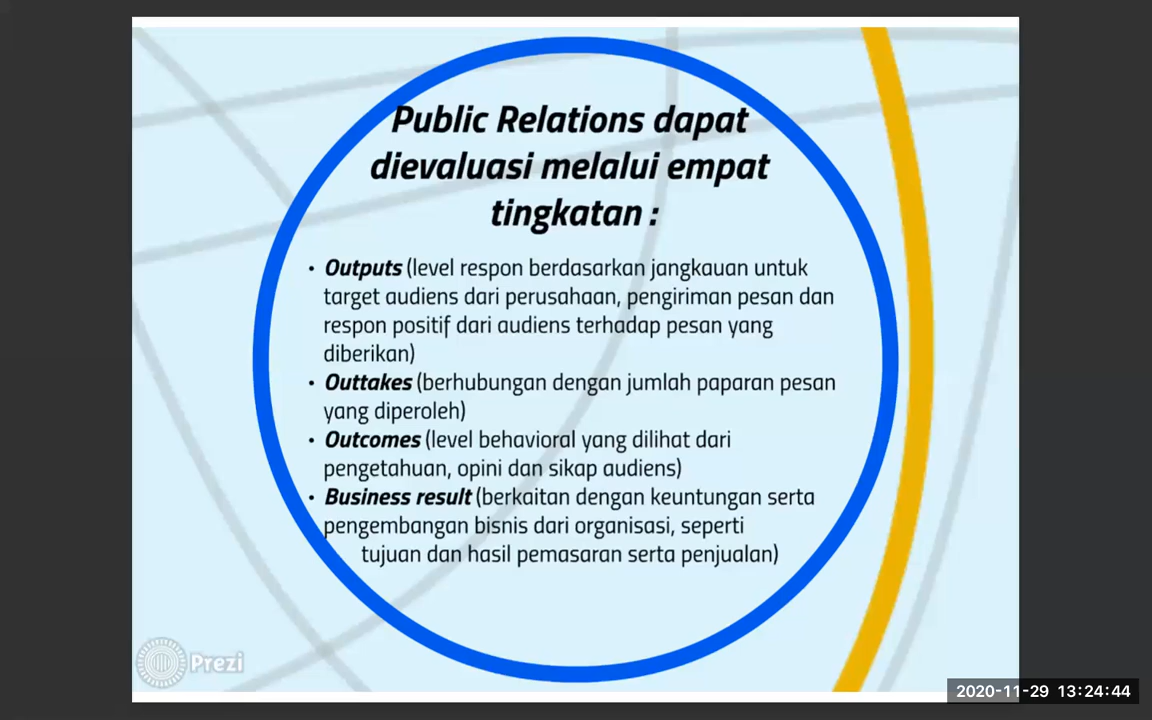 Public Relations dapat
dievaluasi melalui empat
tingkatan :
• Outputs (level respon berdasarkan jangkauan untuk
target audiens dari perusahaan, pengiriman pesan dan
respon positif dari audiens terhadap pesan yang
diberikan)
• Outtakes (berhubungan dengan jumlah paparan pesan
yang diperoleh)
• Outcomes (level behavioral yang dilihat dari
pengetahuan, opini dan sikap audiens)
• Business result (berkaitan dengan keuntungan serta
pengembangan bisnis dari organisasi, seperti
tujuan dan hasil pemasaran serta penjualan)
Prezi
2020-11-29 13:24:44